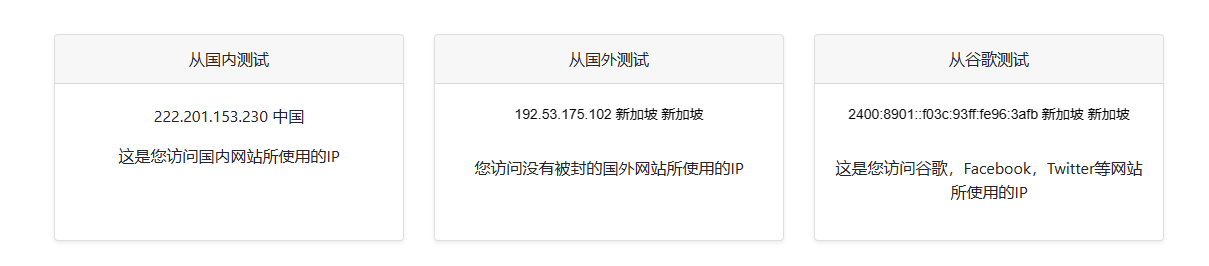 从国内测试
222.201.153.230 中国
这是您访问国内网站所使用的IP
从国外测试
192.53.175.102 新加坡 新加坡
您访问没有被封的国外网站所使用的IP
从谷歌测试
2400:8901::f03c:93ff:fe96:3afb 新加坡 新加坡
这是您访问谷歌，Facebook，Twitter等网站
所使用的IP